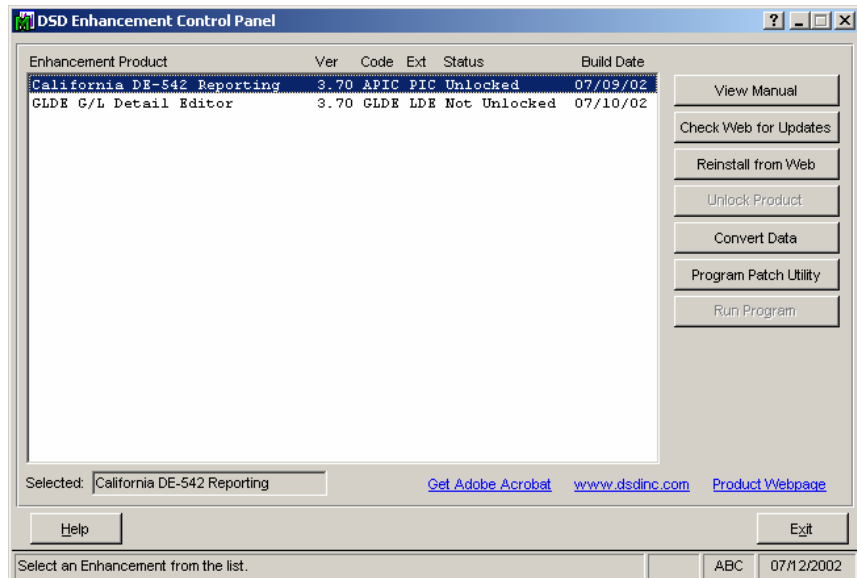 DSD Enhancement Control Panel
Enhancement Product Ver Code Ext Status Build Date
California DE-542 Reporting 3.70 APIC PIC Unlocked 07/09/02
GLDE G/L Detail Editor 3.70 GLDE LDE Not Unlocked 07/10/02
View Manual
Check Web for Updates
Reinstall from Web
Unlock Product
Convert Data
Program Patch Utility
Run Program
Selected: California DE-542 Reporting Get Adobe Acrobat www.dsdinc.com Product Webpage
Help Exit
Select an Enhancement from the list. ABC 07/12/2002